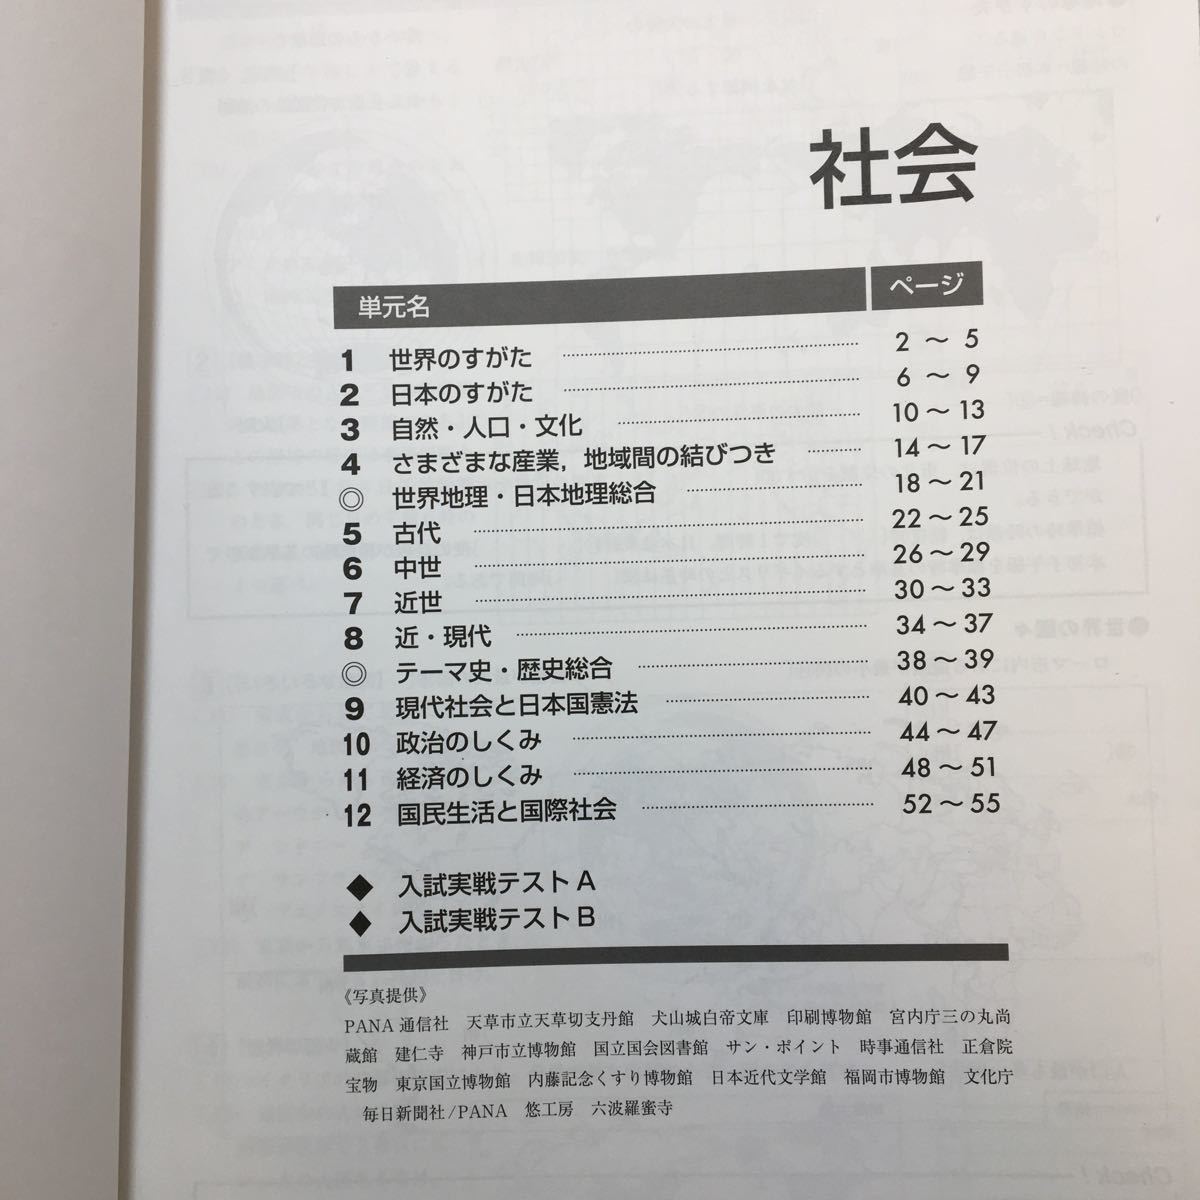 社会
単元名 ページ
1 世界のすがた 2～5
2 日本のすがた 6～9
3 自然・人口・文化 10～13
4 さまざまな産業，地域間の結びつき 14～17
◎ 世界地理・日本地理総合 18～21
5 古代 22～25
6 中世 26～29
7 近世 30～33
8 近・現代 34～37
◎ テーマ史・歴史総合 38～39
9 現代社会と日本国憲法 40～43
10 政治のしくみ 44～47
11 経済のしくみ 48～51
12 国民生活と国際社会 52～55
◆ 入試実戦テストA
◆ 入試実戦テストB
《写真提供》
PANA通信社 天草市立天草切支丹館 犬山城白帝文庫 印刷博物館 宮内庁三の丸尚
蔵館 建仁寺 神戸市立博物館 国立国会図書館 サン・ポイント 時事通信社 正倉院
宝物 東京国立博物館 内藤記念くすり博物館 日本近代文学館 福岡市博物館 文化庁
毎日新聞社/PANA 悠工房 六波羅蜜寺